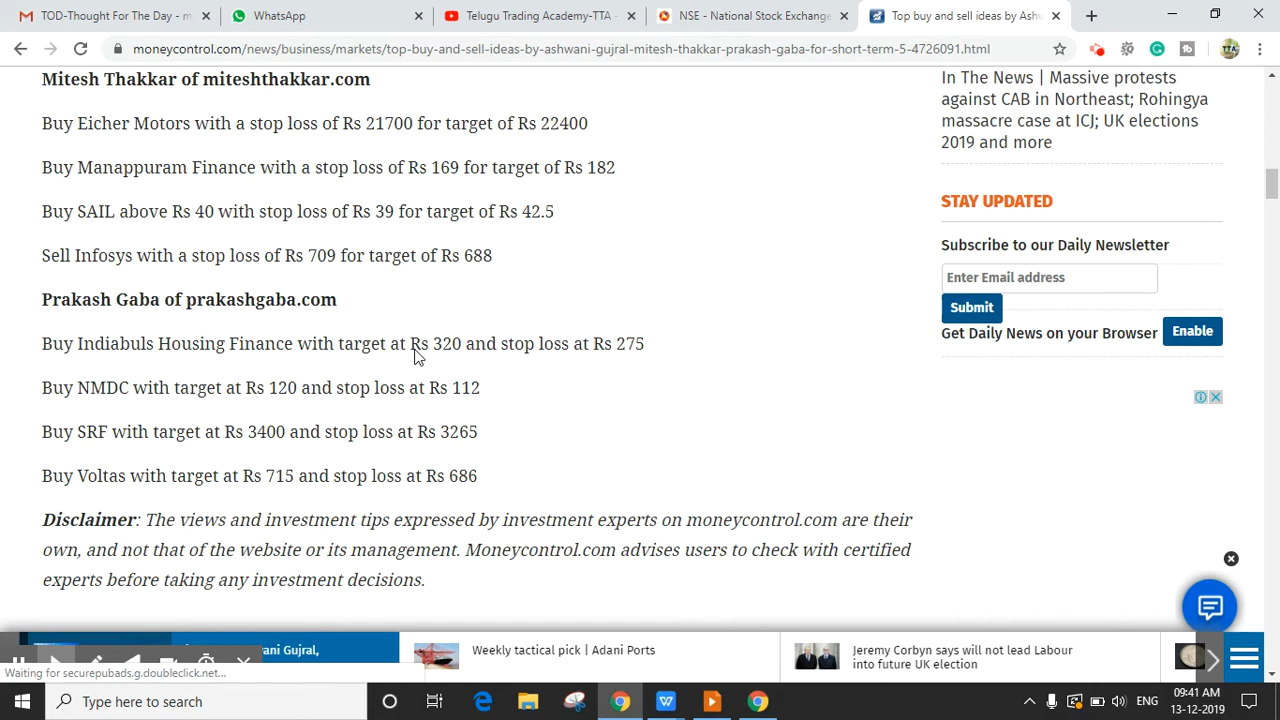 TOD-Thought For The Day - m
WhatsApp
Telugu Trading Academy-TTA -
NSE - National Stock Exchange
Top buy and sell ideas by Ashw
moneycontrol.com/news/business/markets/top-buy-and-sell-ideas-by-ashwani-gujral-mitesh-thakkar-prakash-gaba-for-short-term-5-4726091.html
Mitesh Thakkar of miteshthakkar.com
Buy Eicher Motors with a stop loss of Rs 21700 for target of Rs 22400
Buy Manappuram Finance with a stop loss of Rs 169 for target of Rs 182
Buy SAIL above Rs 40 with stop loss of Rs 39 for target of Rs 42.5
Sell Infosys with a stop loss of Rs 709 for target of Rs 688
Prakash Gaba of prakashgaba.com
Buy Indiabuls Housing Finance with target at Rs 320 and stop loss at Rs 275
Buy NMDC with target at Rs 120 and stop loss at Rs 112
Buy SRF with target at Rs 3400 and stop loss at Rs 3265
Buy Voltas with target at Rs 715 and stop loss at Rs 686
Disclaimer: The views and investment tips expressed by investment experts on moneycontrol.com are their
own, and not that of the website or its management. Moneycontrol.com advises users to check with certified
experts before taking any investment decisions.
In The News | Massive protests
against CAB in Northeast; Rohingya
massacre case at ICJ; UK elections
2019 and more
STAY UPDATED
Subscribe to our Daily Newsletter
Enter Email address
Submit
Get Daily News on your Browser Enable
ani Gujral,
Weekly tactical pick | Adani Ports
Jeremy Corbyn says will not lead Labour
into future UK election
Waiting for securepubads.g.doubleclick.net...
Type here to search
ENG
09:41 AM
13-12-2019